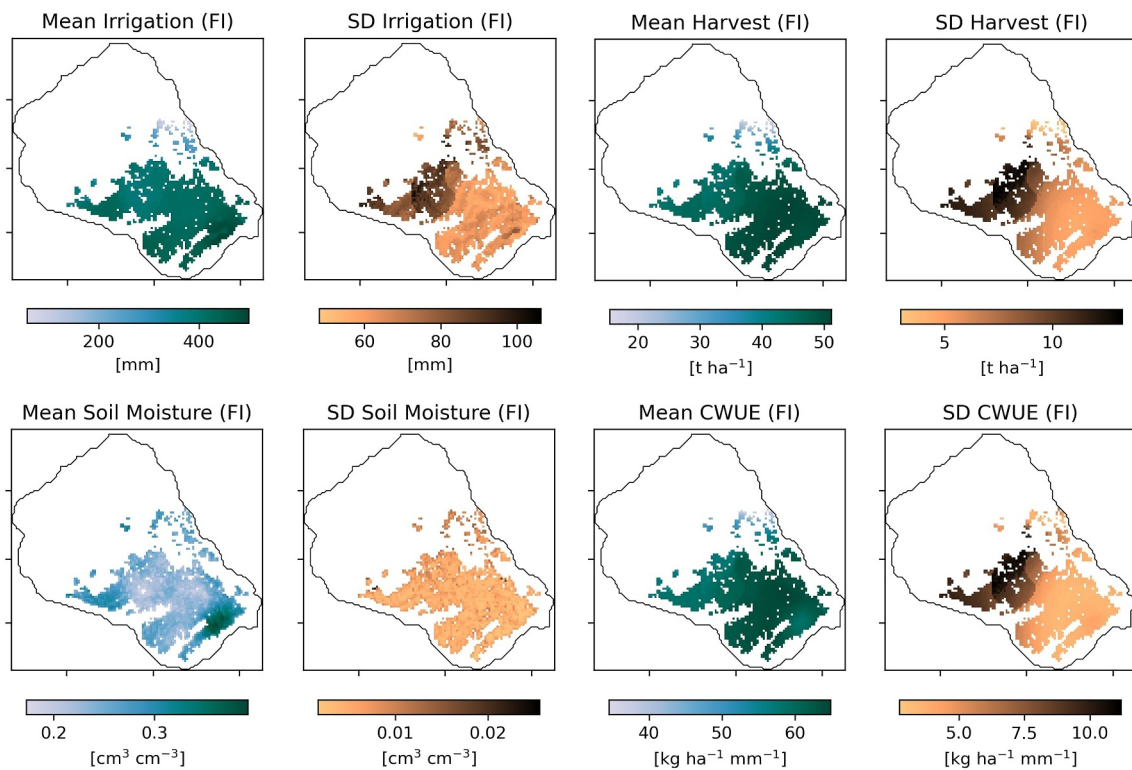 Mean Irrigation (FI) SD Irrigation (FI) Mean Harvest (FI) SD Harvest (FI)
200 400 60 80 100 20 30 40 50 5 10
[mm] [mm] [t ha⁻¹] [t ha⁻¹]
Mean Soil Moisture (FI) SD Soil Moisture (FI) Mean CWUE (FI) SD CWUE (FI)
0.2 0.3 0.01 0.02 40 50 60 5.0 7.5 10.0
[cm³ cm⁻³] [cm³ cm⁻³] [kg ha⁻¹ mm⁻¹] [kg ha⁻¹ mm⁻¹]